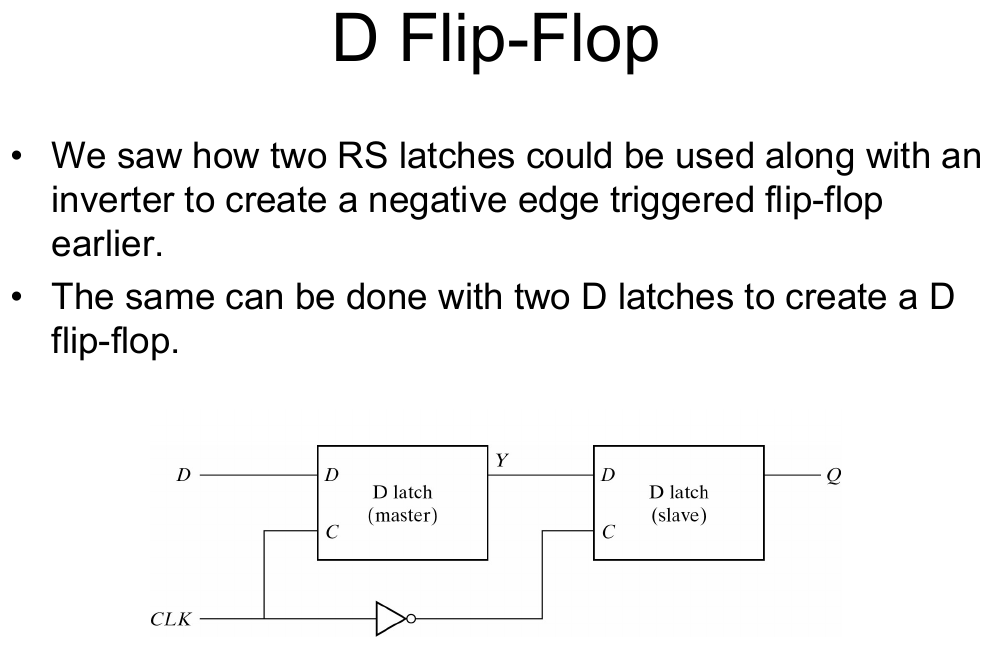 D Flip-Flop
• We saw how two RS latches could be used along with an
inverter to create a negative edge triggered flip-flop
earlier.
• The same can be done with two D latches to create a D
flip-flop.
D
D
D latch
(master)
C
Y
D
D latch
(slave)
C
Q
CLK